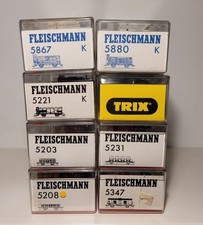 FLEISCHMANN
5867 K
FLEISCHMANN
5880 K
FLEISCHMANN
5221 K
TRIX
FLEISCHMANN
5203
FLEISCHMANN
5231
FLEISCHMANN
5208
FLEISCHMANN
5347